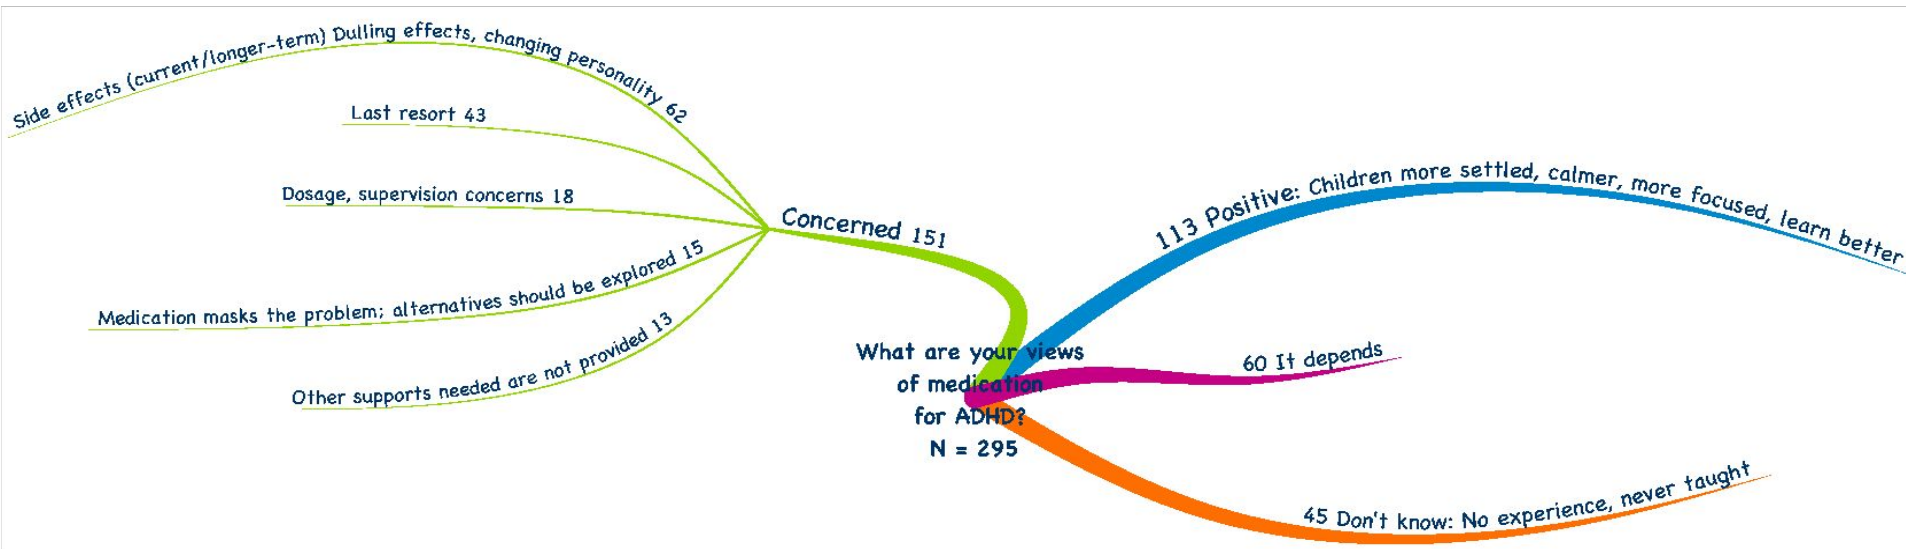 What are your views
of medication
for ADHD?
N = 295
Concerned 151
Side effects (current/longer-term) Dulling effects, changing personality 62
Last resort 43
Dosage, supervision concerns 18
Medication masks the problem; alternatives should be explored 15
Other supports needed are not provided 13
113 Positive: Children more settled, calmer, more focused, learn better
60 It depends
45 Don't know: No experience, never taught